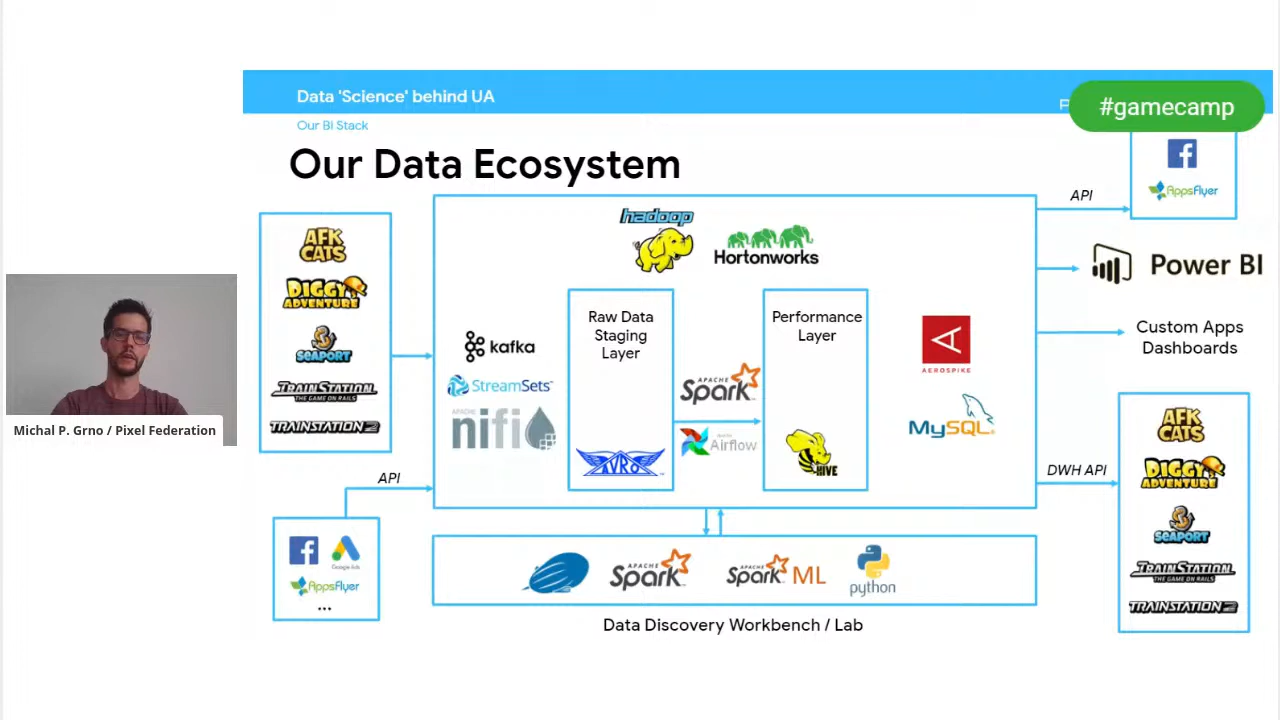 Data 'Science' behind UA
#gamecamp
Our BI Stack
Our Data Ecosystem
AFK
CATS
DIGGY'S
ADVENTURE
SEAPORT
TRAINSTATION
THE GAME ON RAILS
TRAINSTATION 2
API
Google Ads
AppsFlyer
...
hadoop
Hortonworks
kafka
StreamSets
APACHE
nifi
Raw Data
Staging
Layer
AVRO
APACHE
Spark
Airflow
Performance
Layer
HIVE
AEROSPIKE
MySQL
APACHE
Spark
APACHE
Spark ML
python
Data Discovery Workbench / Lab
API
AppsFlyer
Power BI
Custom Apps
Dashboards
DWH API
AFK
CATS
DIGGY'S
ADVENTURE
SEAPORT
TRAINSTATION
THE GAME ON RAILS
TRAINSTATION 2
Michal P. Grno / Pixel Federation